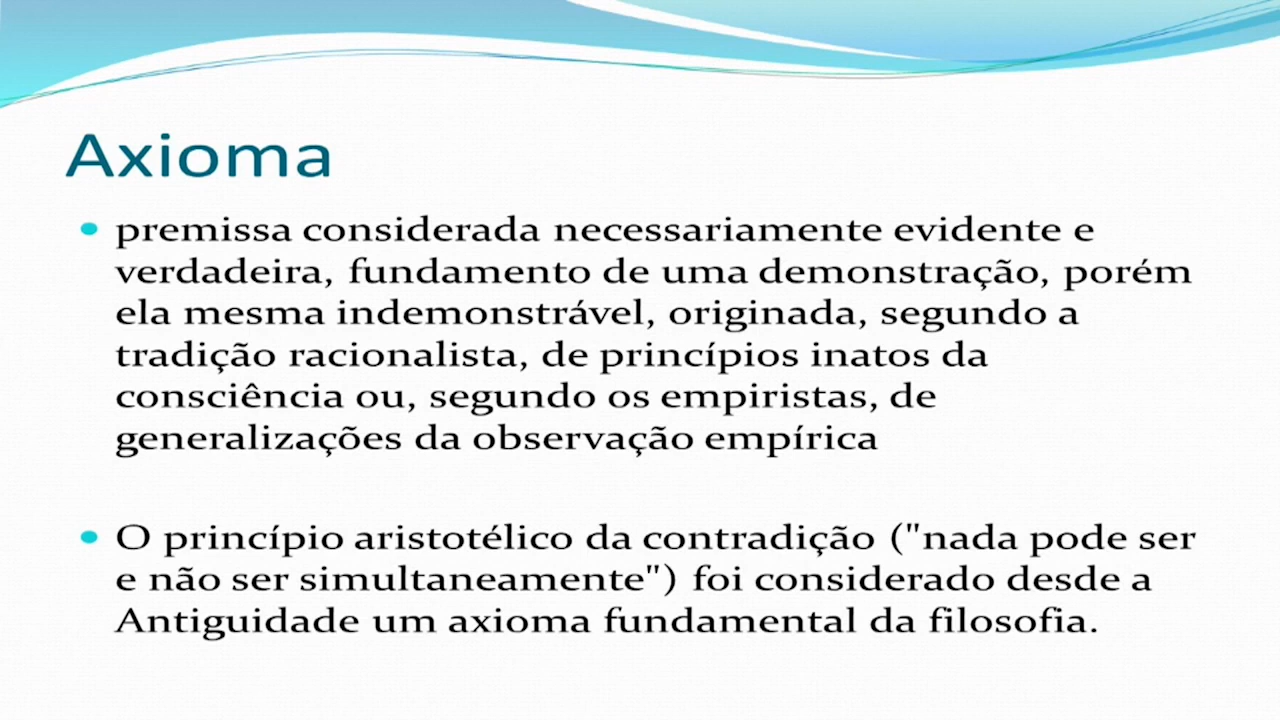 Axioma
• premissa considerada necessariamente evidente e
verdadeira, fundamento de uma demonstração, porém
ela mesma indemonstrável, originada, segundo a
tradição racionalista, de princípios inatos da
consciência ou, segundo os empiristas, de
generalizações da observação empírica
• O princípio aristotélico da contradição ("nada pode ser
e não ser simultaneamente") foi considerado desde a
Antiguidade um axioma fundamental da filosofia.